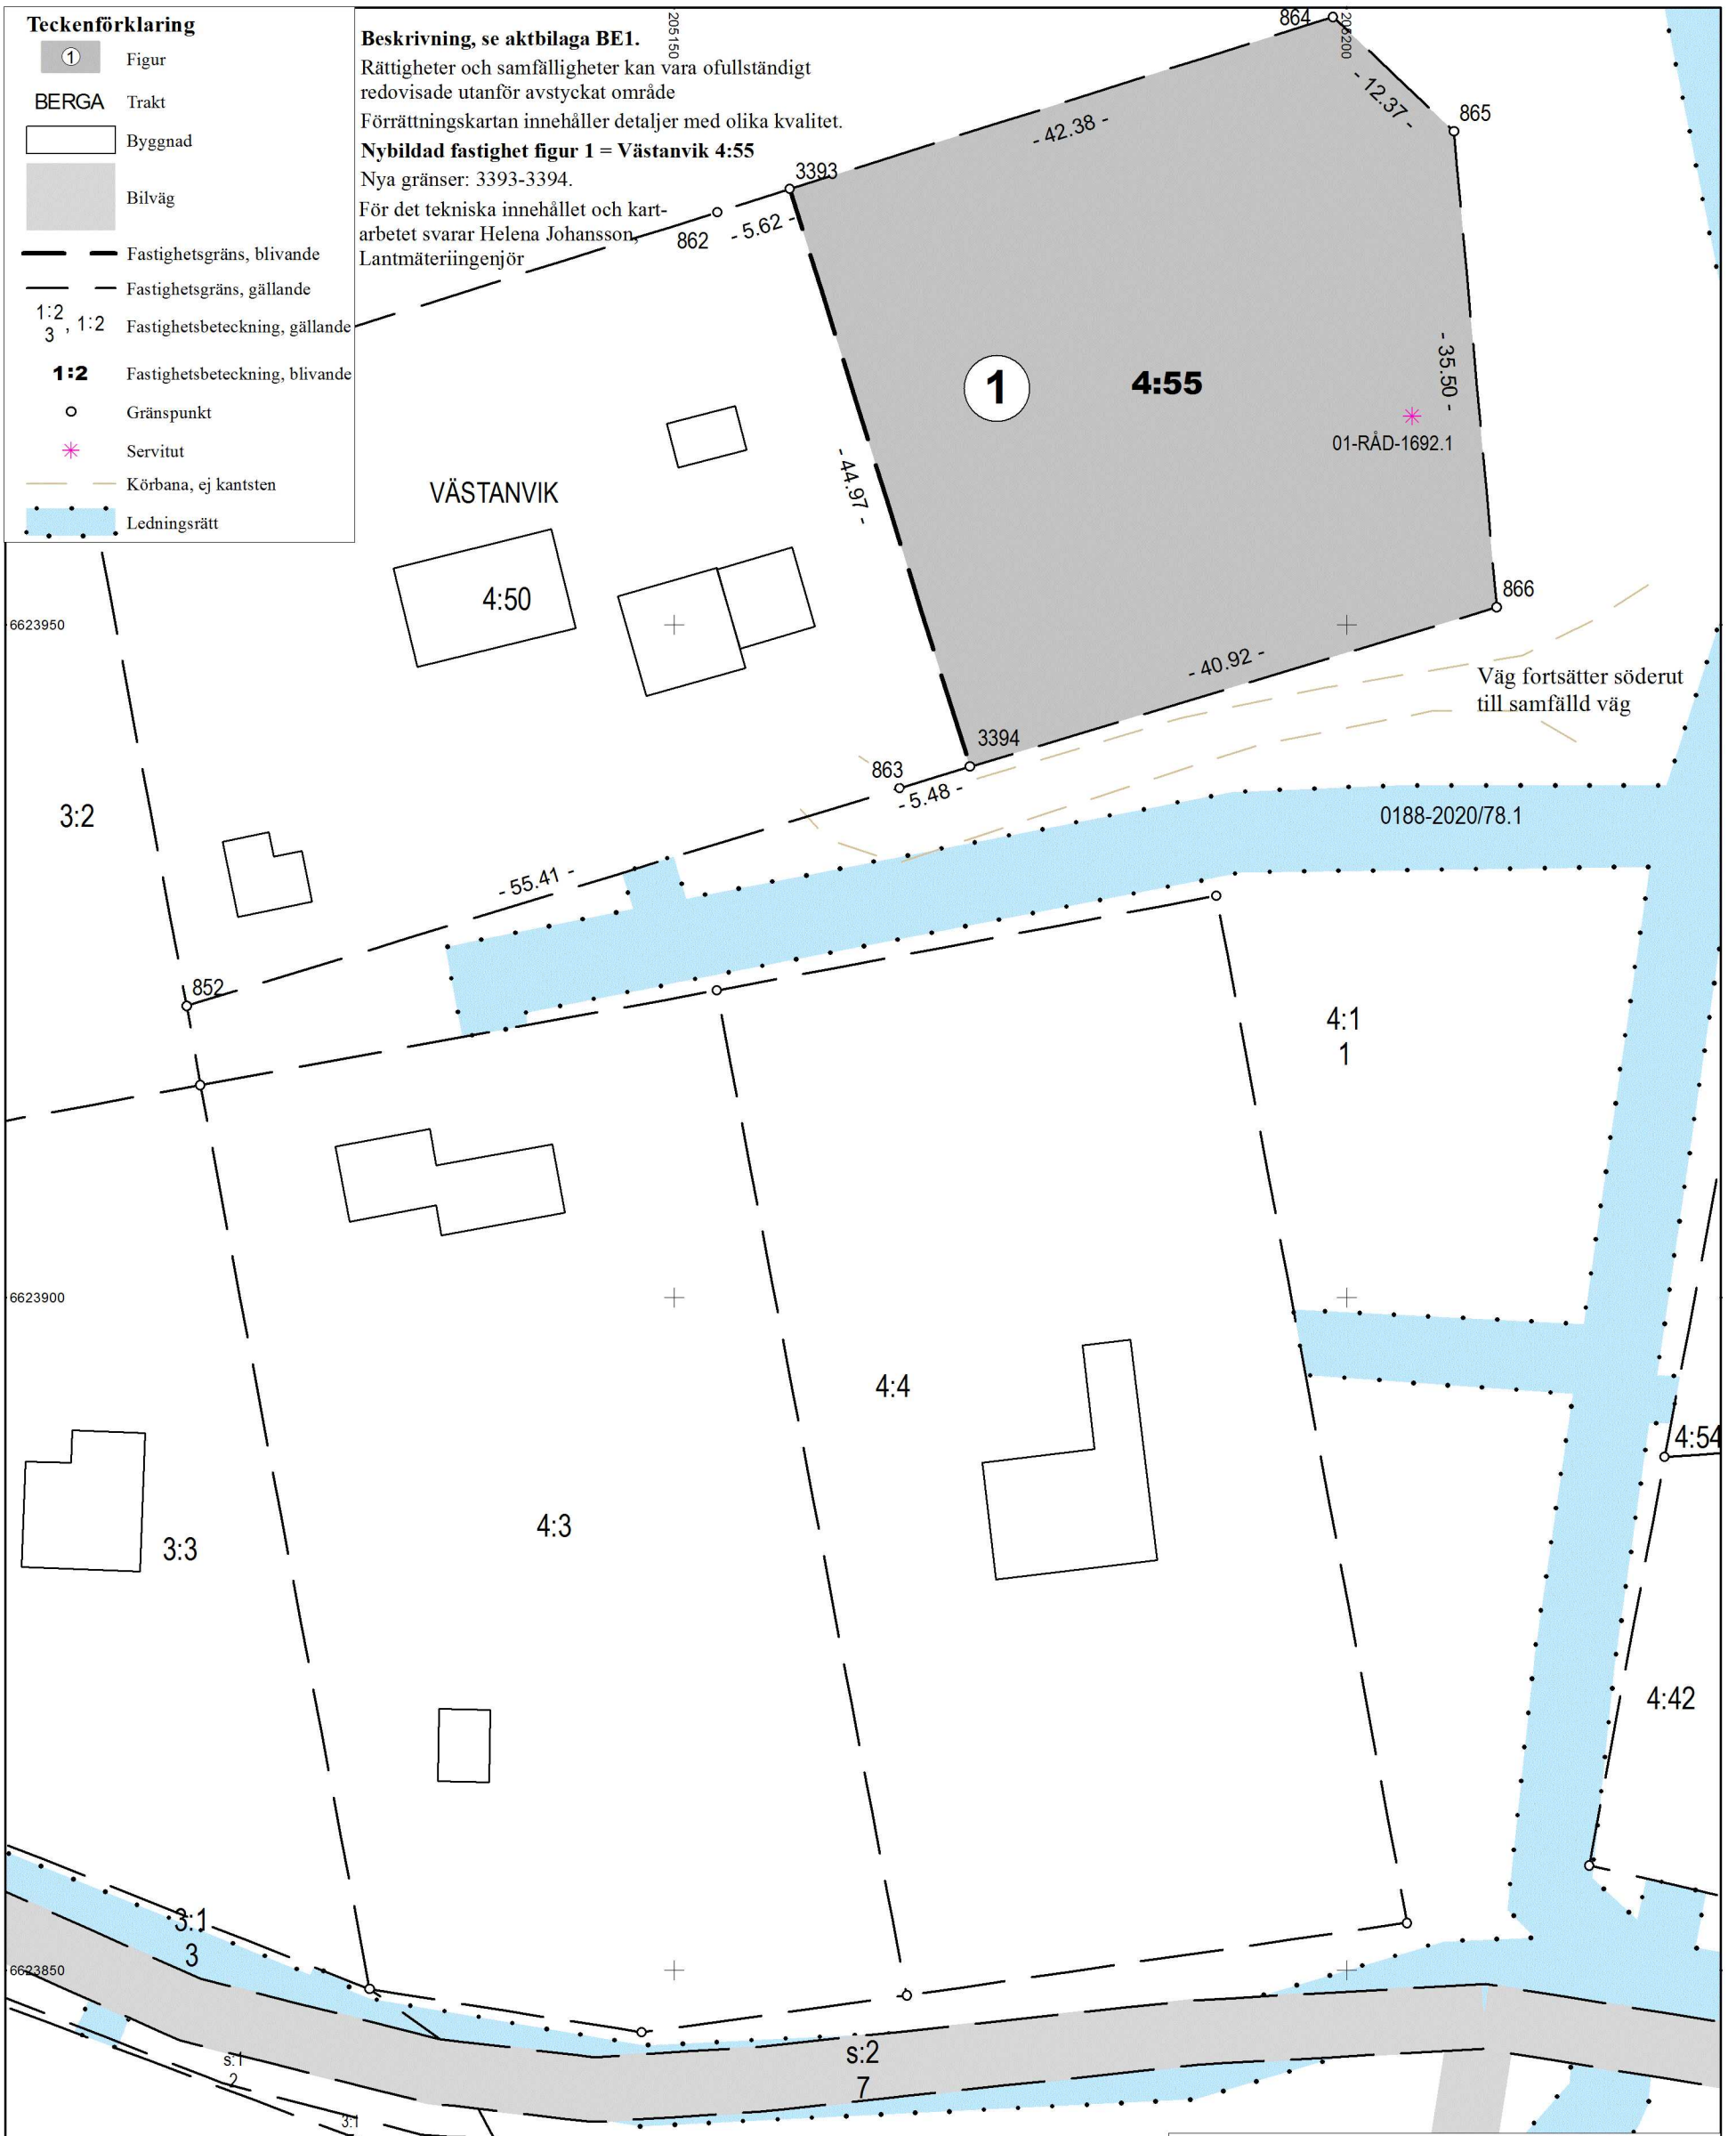 Teckenförklaring
1
Figur
BERGA
Trakt
Byggnad
Bilväg
Fastighetsgräns, blivande
Fastighetsgräns, gällande
1:2
3 , 1:2
Fastighetsbeteckning, gällande
1:2
Fastighetsbeteckning, blivande
Gränspunkt
Servitut
Körbana, ej kantsten
Ledningsrätt
Beskrivning, se aktbilaga BE1.
Rättigheter och samfälligheter kan vara ofullständigt
redovisade utanför avstyckat område
Förrättningskartan innehåller detaljer med olika kvalitet.
Nybildad fastighet figur 1 = Västanvik 4:55
Nya gränser: 3393-3394.
För det tekniska innehållet och kart-
arbetet svarar Helena Johansson,
Lantmäteriingenjör
205150
205200
864
- 12.37 -
865
- 42.38 -
3393
862
- 5.62 -
- 35.50 -
1
4:55
01-RÅD-1692.1
- 44.97 -
VÄSTANVIK
4:50
866
6623950
- 40.92 -
Väg fortsätter söderut
till samfälld väg
3394
863
- 5.48 -
3:2
0188-2020/78.1
- 55.41 -
852
4:1
1
6623900
4:4
4:54
4:3
3:3
4:42
3:1
3
6623850
s:2
7
s:1
2
3:1